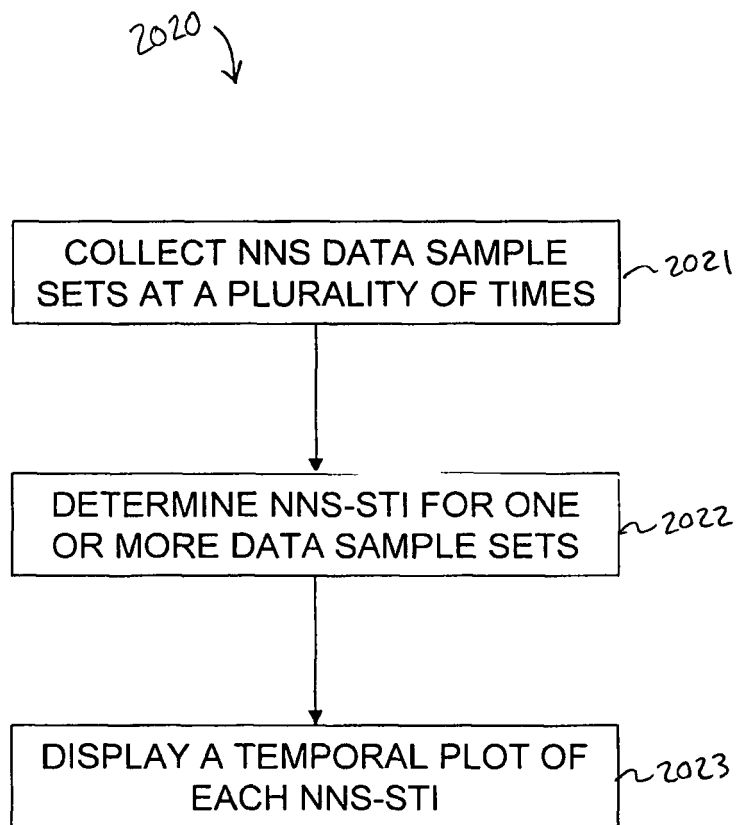 2020
COLLECT NNS DATA SAMPLE
SETS AT A PLURALITY OF TIMES
2021
DETERMINE NNS-STI FOR ONE
OR MORE DATA SAMPLE SETS
2022
DISPLAY A TEMPORAL PLOT OF
EACH NNS-STI
2023